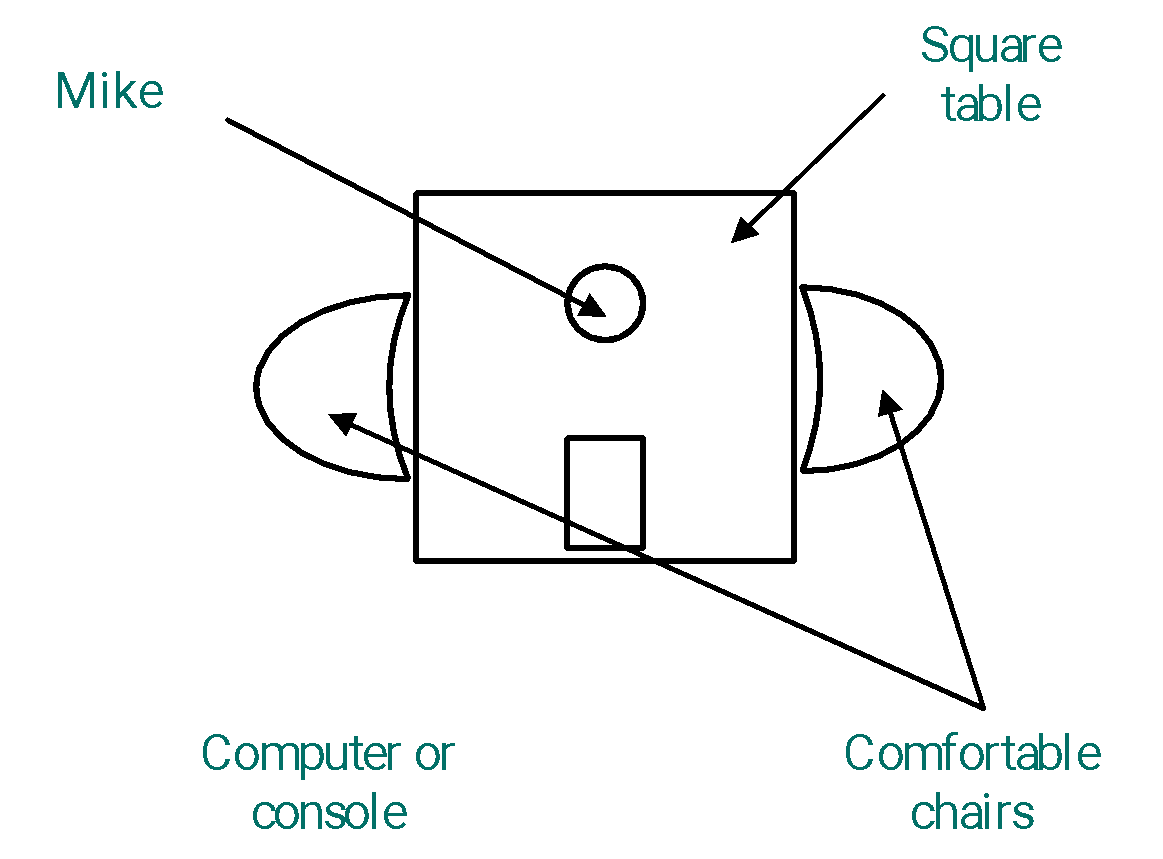 Mike
Square
table
Computer or
console
Comfortable
chairs